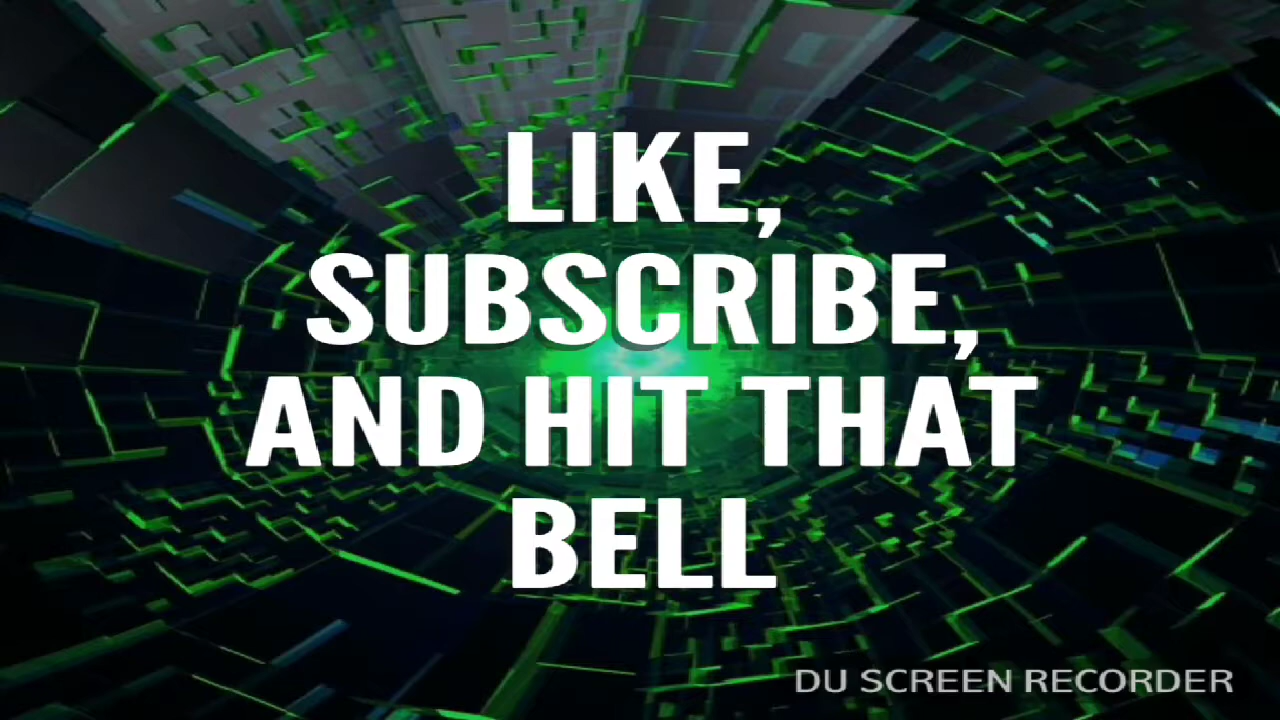 LIKE,
SUBSCRIBE,
AND HIT THAT
BELL
DU SCREEN RECORDER